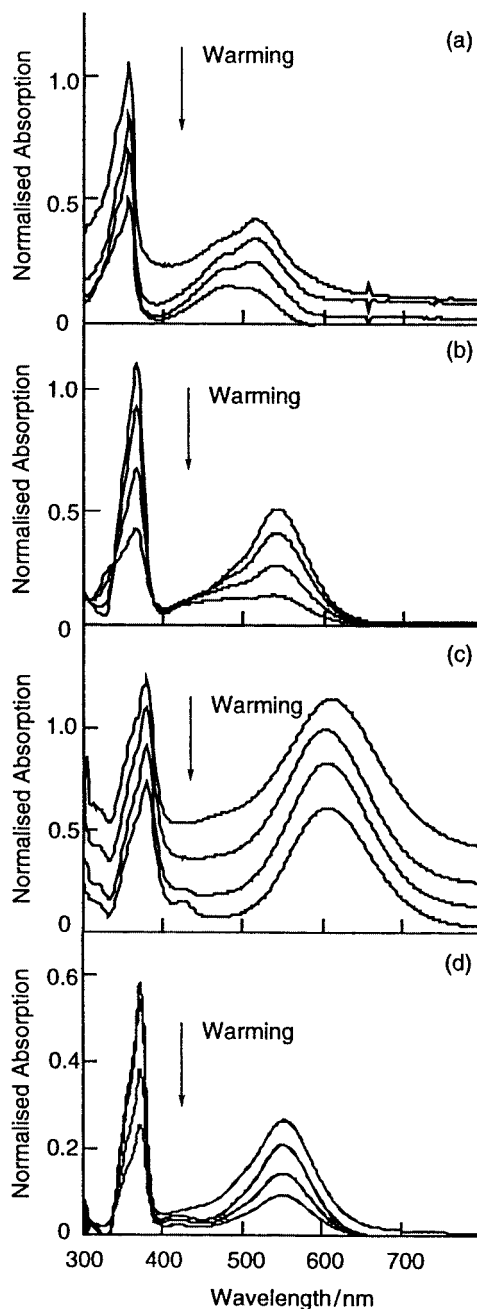 (a)
Warming
Normalised Absorption
1.0
0.5
0
(b)
Warming
Normalised Absorption
1.0
0.5
0
(c)
Warming
Normalised Absorption
1.0
0.5
0
(d)
Warming
Normalised Absorption
0.6
0.4
0.2
0
300 400 500 600 700
Wavelength/nm